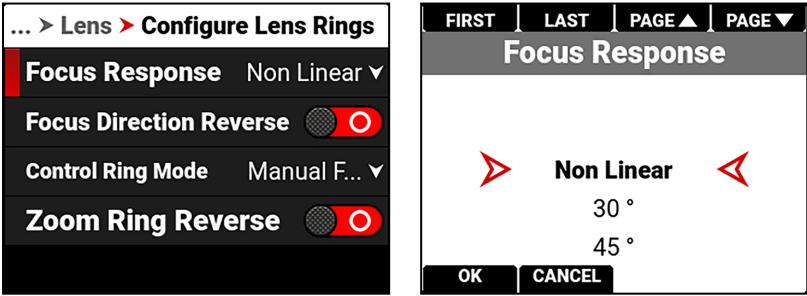 ... > Lens > Configure Lens Rings
Focus Response Non Linear
Focus Direction Reverse
Control Ring Mode Manual F...
Zoom Ring Reverse
FIRST LAST PAGE▲ PAGE▼
Focus Response
Non Linear
30 °
45 °
OK CANCEL